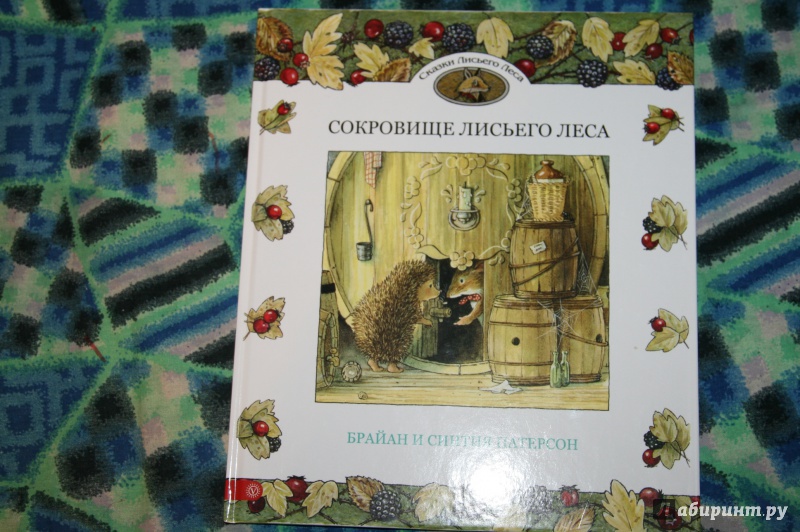 Сказки Лисьего Леса
СОКРОВИЩЕ ЛИСЬЕГО ЛЕСА
БРАЙАН И СИНТИЯ ПАТЕРСОН
Лабиринт.ру